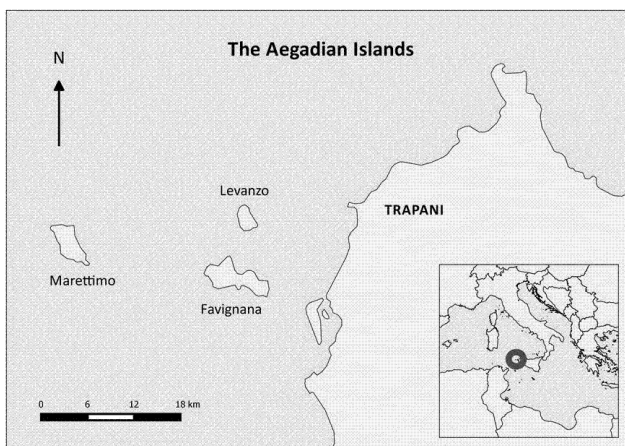 The Aegadian Islands
N
Levanzo
TRAPANI
Marettimo
Favignana
0 6 12 18 km